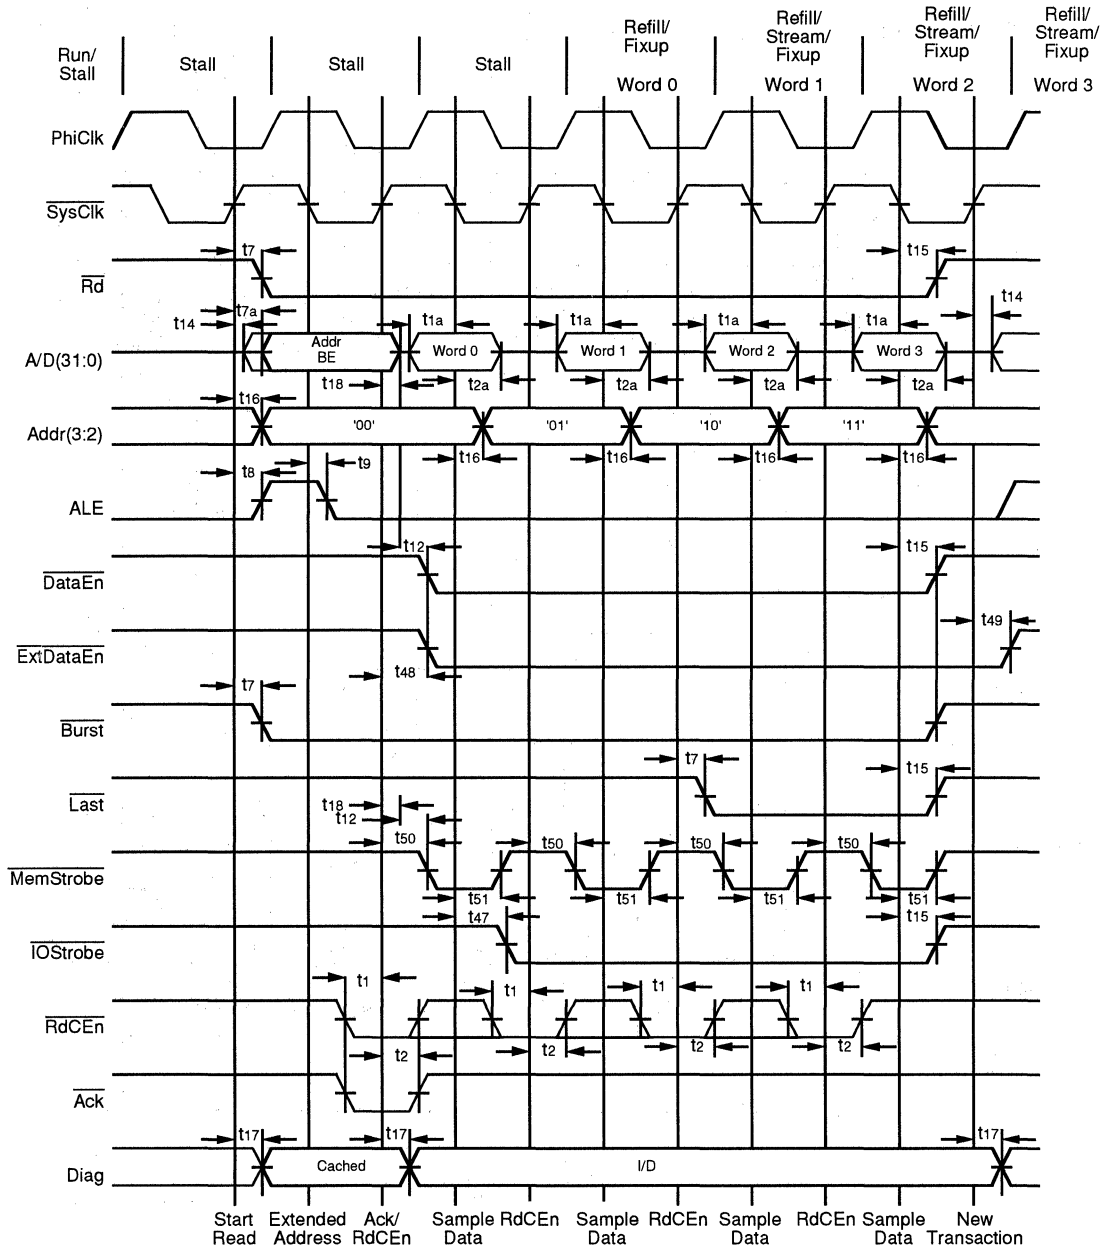 Run/
Stall
Stall
Stall
Stall
Refill/
Fixup
Word 0
Refill/
Stream/
Fixup
Word 1
Refill/
Stream/
Fixup
Word 2
Refill/
Stream/
Fixup
Word 3
PhiClk
SysClk
t7
t15
Rd
t7a
t14
t1a
t1a
t1a
t1a
t14
A/D(31:0)
Addr
BE
Word 0
Word 1
Word 2
Word 3
t18
t2a
t2a
t2a
t2a
t16
Addr(3:2)
'00'
'01'
'10'
'11'
t16
t16
t16
t16
t8
t9
ALE
t12
t15
DataEn
t49
ExtDataEn
t48
t7
Burst
t7
t15
Last
t18
t12
t50
t50
t50
t50
MemStrobe
t51
t51
t51
t51
t47
t15
IOStrobe
t1
t1
t1
t1
RdCEn
t2
t2
t2
t2
Ack
t17
t17
t17
Diag
Cached
I/D
Start
Read
Extended
Address
Ack/
RdCEn
Sample
Data
RdCEn
Sample
Data
RdCEn
Sample
Data
RdCEn
Sample
Data
New
Transaction